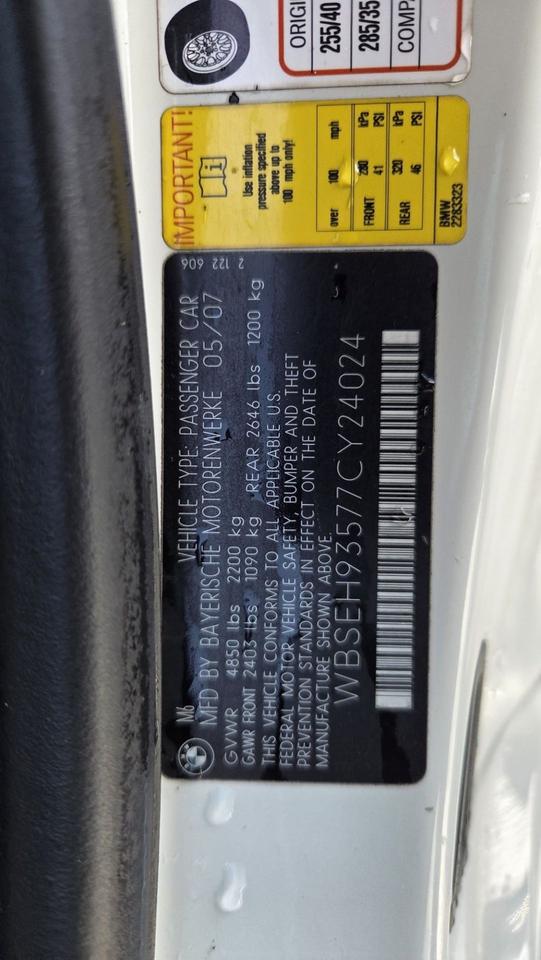 ORIGI
255/40
285/35
COMPA
IMPORTANT!
Use inflation
pressure specified
above up to
100 mph only!
over 100 mph
kPa
FRONT 280 PSI
41
320 kPa
REAR 46 PSI
BMW
2283323
2 122 606
M6 VEHICLE TYPE: PASSENGER CAR
MFD BY BAYERISCHE MOTORENWERKE 05/07
GVWR 4850 lbs 2200 kg
GAWR FRONT 2403 lbs 1090 kg REAR 2646 lbs 1200 kg
THIS VEHICLE CONFORMS TO ALL APPLICABLE U.S.
FEDERAL MOTOR VEHICLE SAFETY, BUMPER AND THEFT
PREVENTION STANDARDS IN EFFECT ON THE DATE OF
MANUFACTURE SHOWN ABOVE.
WBSEH93577CY24024